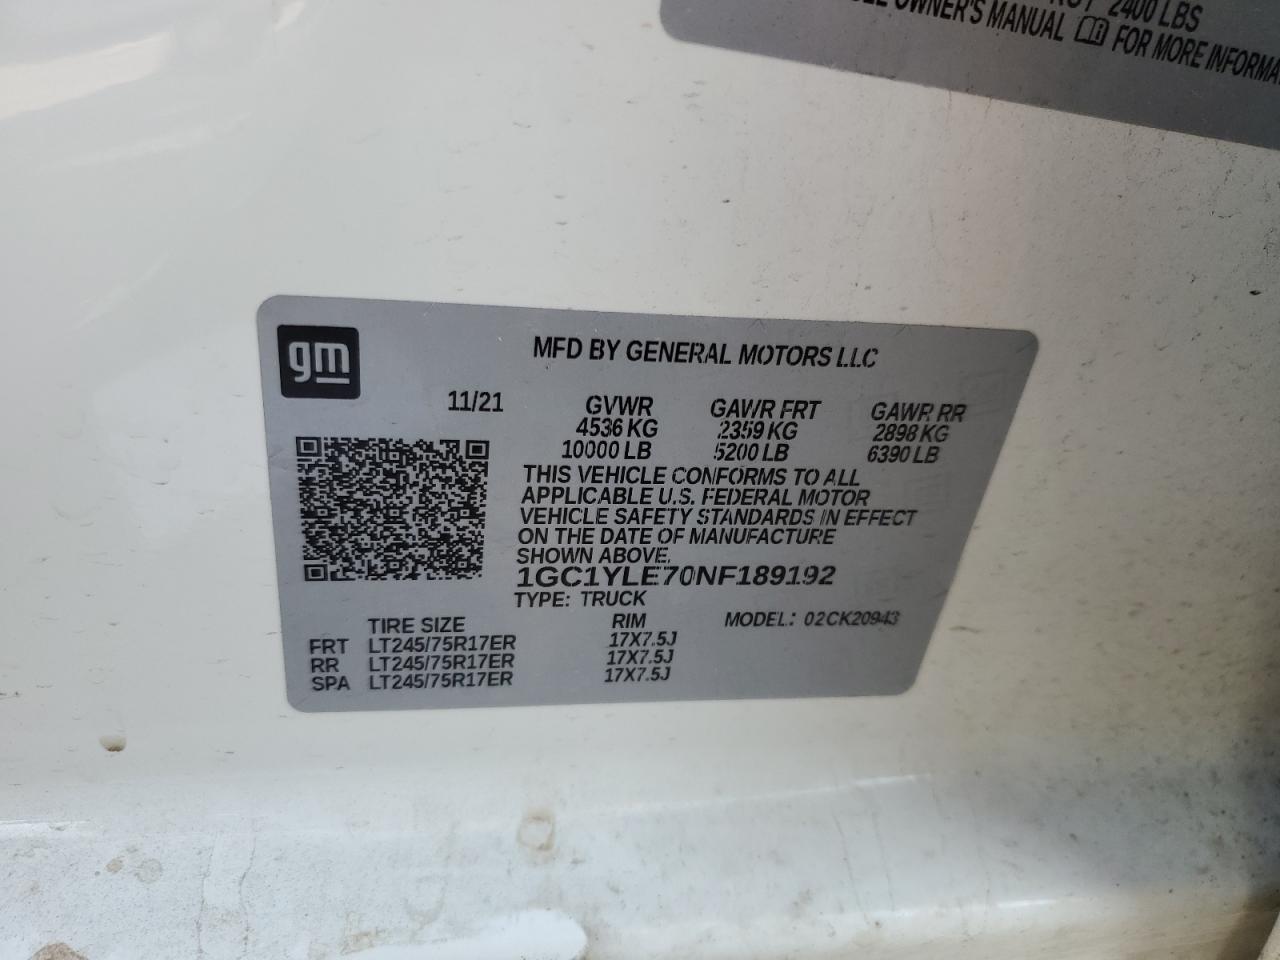 2400 LBS
OWNER'S MANUAL FOR MORE
gm
MFD BY GENERAL MOTORS LLC
11/21 GVWR GAWR FRT GAWR RR
4536 KG 2359 KG 2898 KG
10000 LB 5200 LB 6390 LB
THIS VEHICLE CONFORMS TO ALL
APPLICABLE U.S. FEDERAL MOTOR
VEHICLE SAFETY STANDARDS IN EFFECT
ON THE DATE OF MANUFACTURE
SHOWN ABOVE.
1GC1YLE70NF189192
TYPE: TRUCK
TIRE SIZE RIM MODEL: 02CK20943
FRT LT245/75R17ER 17X7.5J
RR LT245/75R17ER 17X7.5J
SPA LT245/75R17ER 17X7.5J